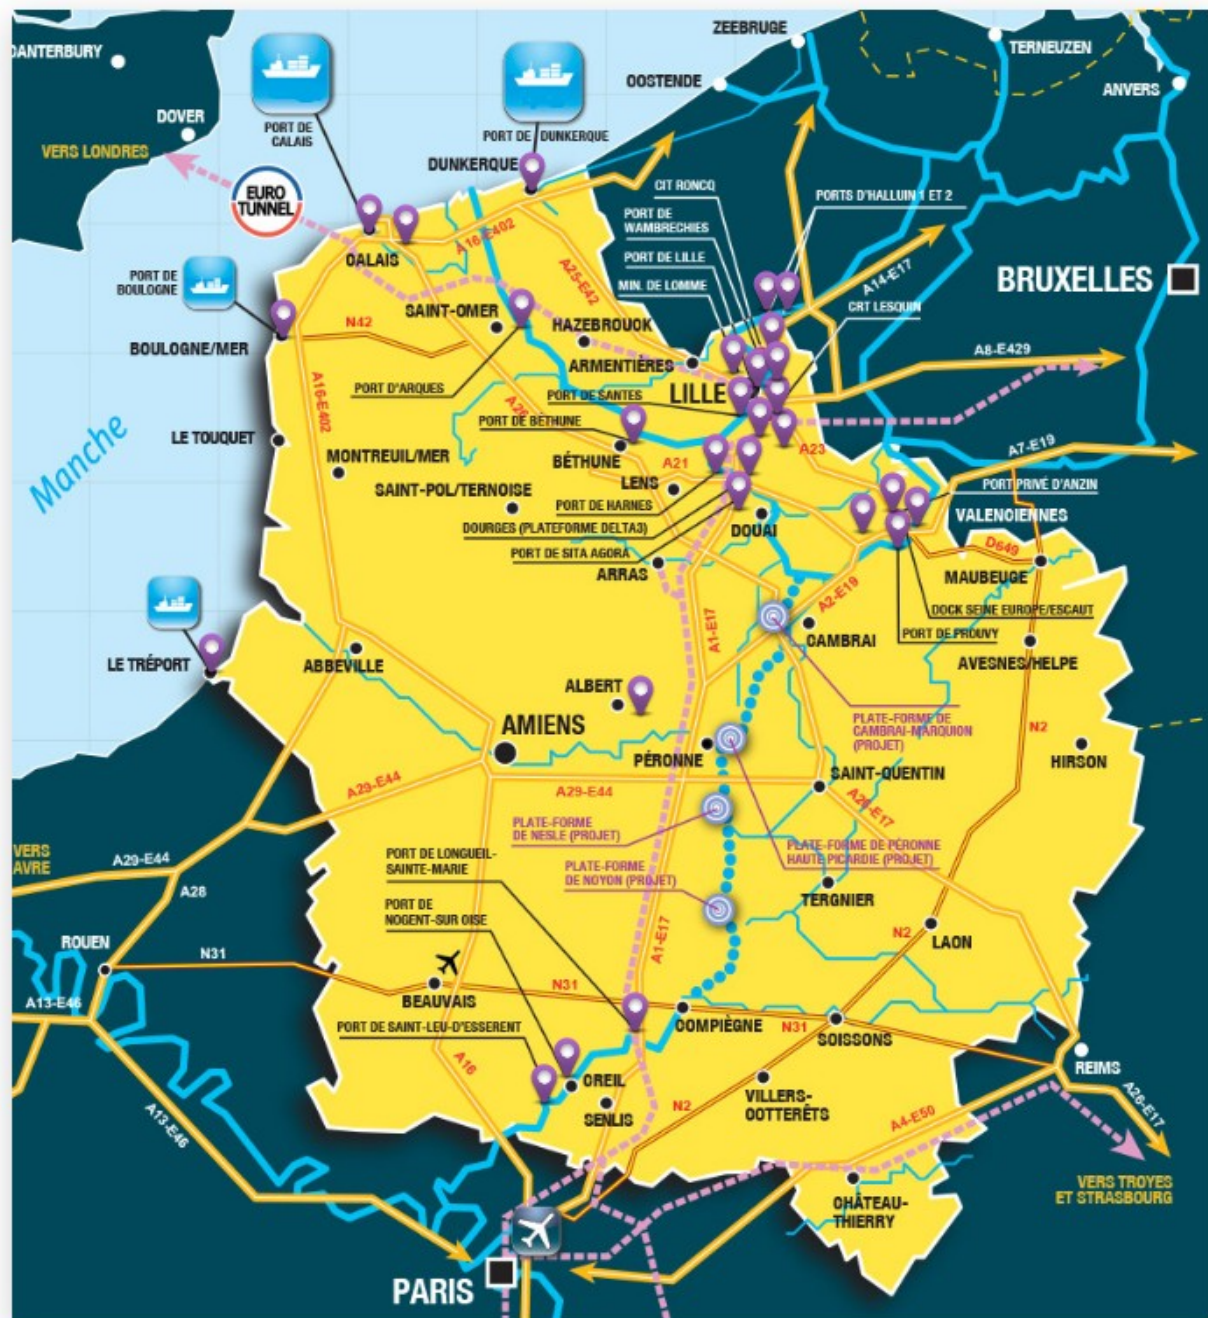 ZEEBRUGE
TERNEUZEN
CANTERBURY
OOSTENDE
ANVERS
DOVER
PORT DE
CALAIS
PORT DE DUNKERQUE
VERS LONDRES
DUNKERQUE
EURO
TUNNEL
CIT RONCQ
PORTS D'HALLUIN 1 ET 2
PORT DE
WAMBRECHIES
A16-E402
CALAIS
A25-E42
PORT DE LILLE
A14-E17
BRUXELLES
PORT DE
BOULOGNE
MIN. DE LOMME
CRT LESQUIN
SAINT-OMER
HAZEBROUCK
N42
BOULOGNE/MER
ARMENTIÈRES
A8-E429
PORT D'ARQUES
LILLE
PORT DE SANTES
A16-E402
PORT DE BÉTHUNE
LE TOUQUET
Manche
A7-E19
MONTREUIL/MER
BÉTHUNE
A21
A23
LENS
SAINT-POL/TERNOISE
PORT PRIVÉ D'ANZIN
PORT DE HARNES
VALENCIENNES
DOURGES (PLATEFORME DELTA3)
DOUAI
PORT DE SITA AGORA
D649
ARRAS
MAUBEUGE
A2-E19
DOCK SEINE EUROPE/ESCAUT
A1-E17
CAMBRAI
PORT DE PROUVY
AVESNES/HELPE
LE TRÉPORT
ABBEVILLE
ALBERT
PLATE-FORME DE
CAMBRAI-MARQUION
(PROJET)
N2
AMIENS
PÉRONNE
HIRSON
SAINT-QUENTIN
A29-E44
A29-E44
A26-E17
PLATE-FORME
DE NESLE (PROJET)
PLATE-FORME DE PÉRONNE
HAUTE PICARDIE (PROJET)
VERS
AVRE
A29-E44
PORT DE LONGUEIL-
SAINTE-MARIE
PLATE-FORME
DE NOYON (PROJET)
A28
TERGNIER
PORT DE
NOGENT-SUR OISE
A1-E17
N2
LAON
ROUEN
N31
BEAUVAIS
N31
A13-E46
PORT DE SAINT-LEU-D'ESSERENT
COMPIÈGNE
N31
SOISSONS
A16
REIMS
CREIL
VILLERS-
COTTERÊTS
SENLIS
N2
A4-E50
A26-E17
A13-E46
VERS TROYES
ET STRASBOURG
CHÂTEAU-
THIERRY
PARIS